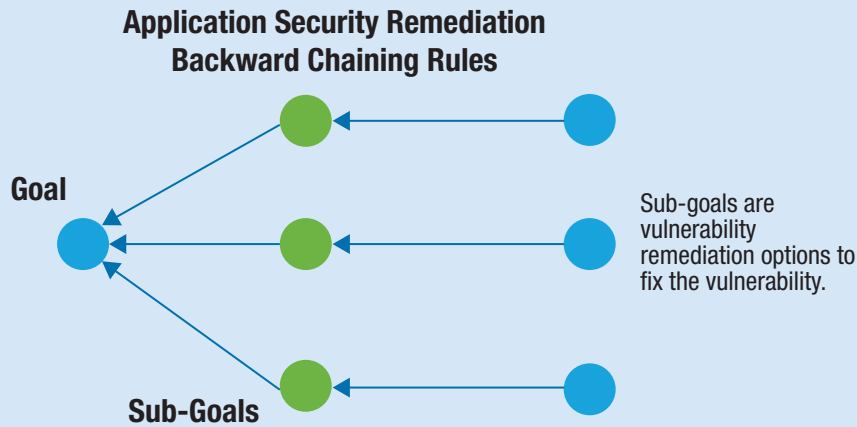 Application Security Remediation
Backward Chaining Rules
Goal
Sub-goals are
vulnerability
remediation options to
fix the vulnerability.
Sub-Goals